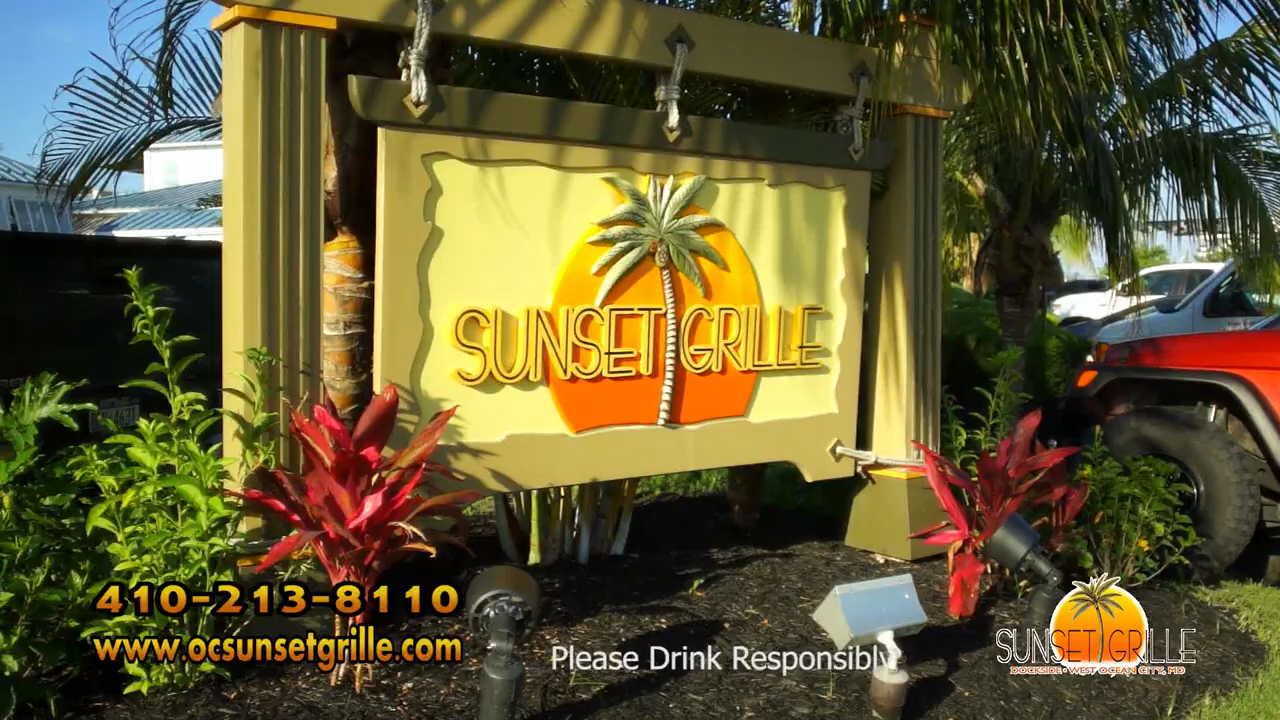 SUNSET GRILLE
410-213-8110
www.ocsunsetgrille.com
Please Drink Responsibly
SUNSET GRILLE
DOCKSIDE • WEST OCEAN CITY, MD